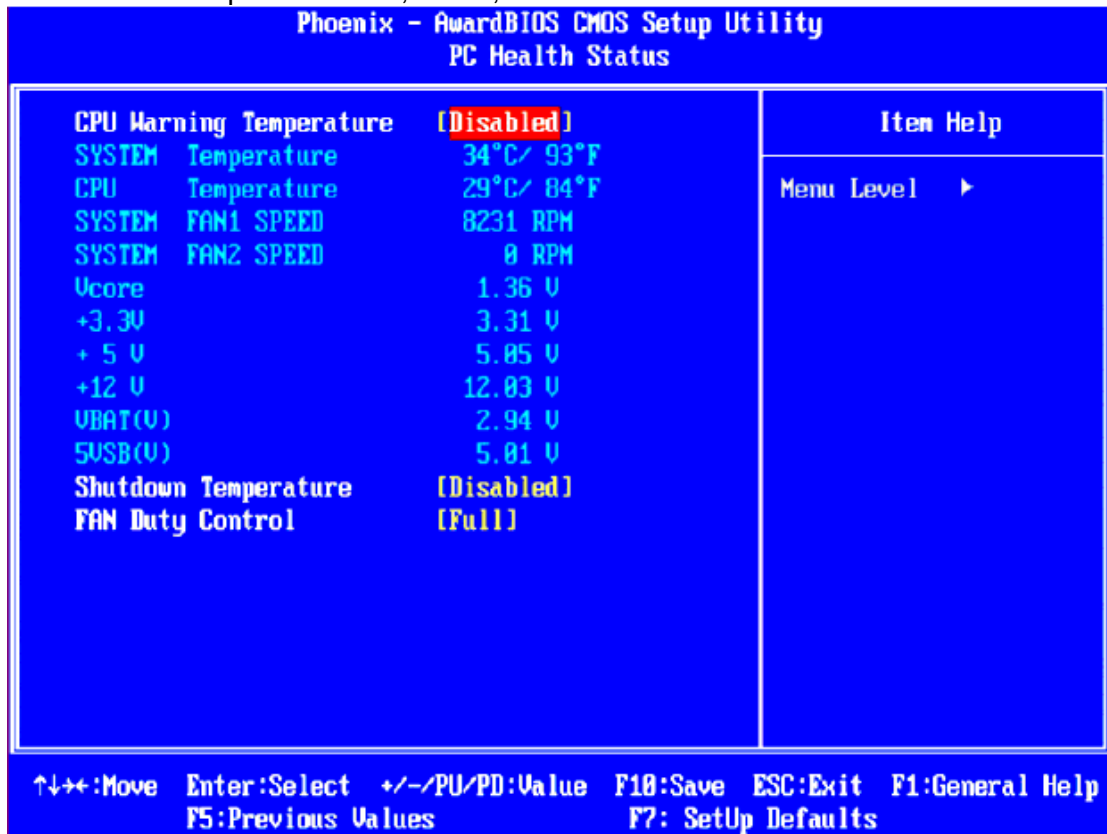 Phoenix - AwardBIOS CMOS Setup Utility
PC Health Status
CPU Warning Temperature [Disabled]
SYSTEM Temperature 34°C/ 93°F
CPU Temperature 29°C/ 84°F
SYSTEM FAN1 SPEED 8231 RPM
SYSTEM FAN2 SPEED 0 RPM
Vcore 1.36 V
+3.3V 3.31 V
+ 5 V 5.05 V
+12 V 12.03 V
VBAT(V) 2.94 V
5VSB(V) 5.01 V
Shutdown Temperature [Disabled]
FAN Duty Control [Full]
Item Help
Menu Level ►
↑↓→←:Move Enter:Select +/-/PU/PD:Value F10:Save ESC:Exit F1:General Help
F5:Previous Values F7: SetUp Defaults